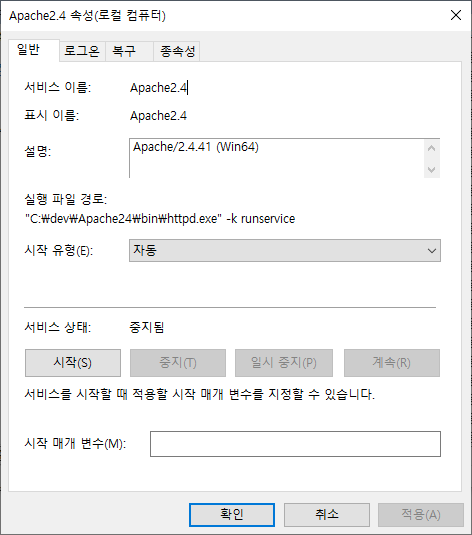 Apache2.4 속성(로컬 컴퓨터)
일반 로그온 복구 종속성
서비스 이름: Apache2.4
표시 이름: Apache2.4
설명: Apache/2.4.41 (Win64)
실행 파일 경로:
"C:₩dev₩Apache24₩bin₩httpd.exe" -k runservice
시작 유형(E): 자동
서비스 상태: 중지됨
시작(S) 중지(T) 일시 중지(P) 계속(R)
서비스를 시작할 때 적용할 시작 매개 변수를 지정할 수 있습니다.
시작 매개 변수(M):
확인 취소 적용(A)